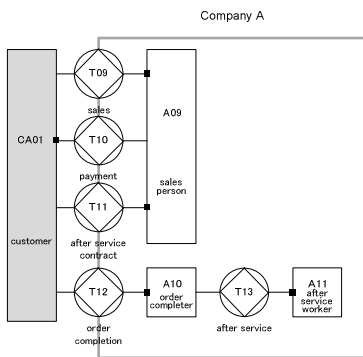 Company A
T09
sales
CA01
A09
T10
payment
sales
person
T11
customer
after service
contract
T12
order
completion
A10
order
completer
T13
after service
A11
after
service
worker